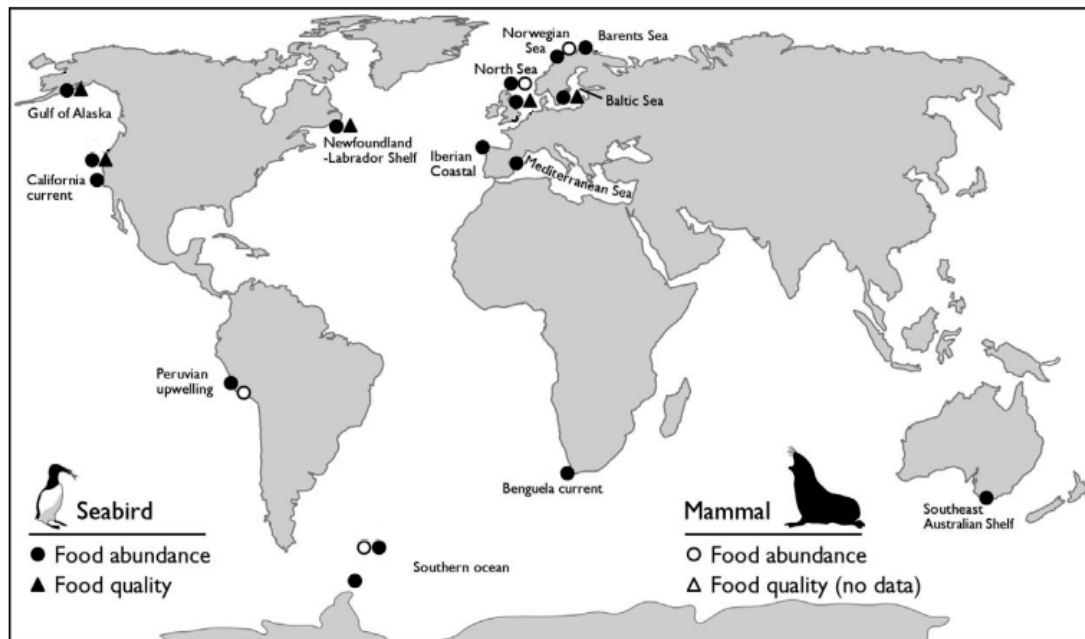 Norwegian
Sea
Barents Sea
North Sea
Baltic Sea
Gulf of Alaska
Newfoundland
-Labrador Shelf
Iberian
Coastal
Mediterranean Sea
California
current
Peruvian
upwelling
Benguela current
Southeast
Australian Shelf
Southern ocean
Seabird
Food abundance
Food quality
Mammal
Food abundance
Food quality (no data)